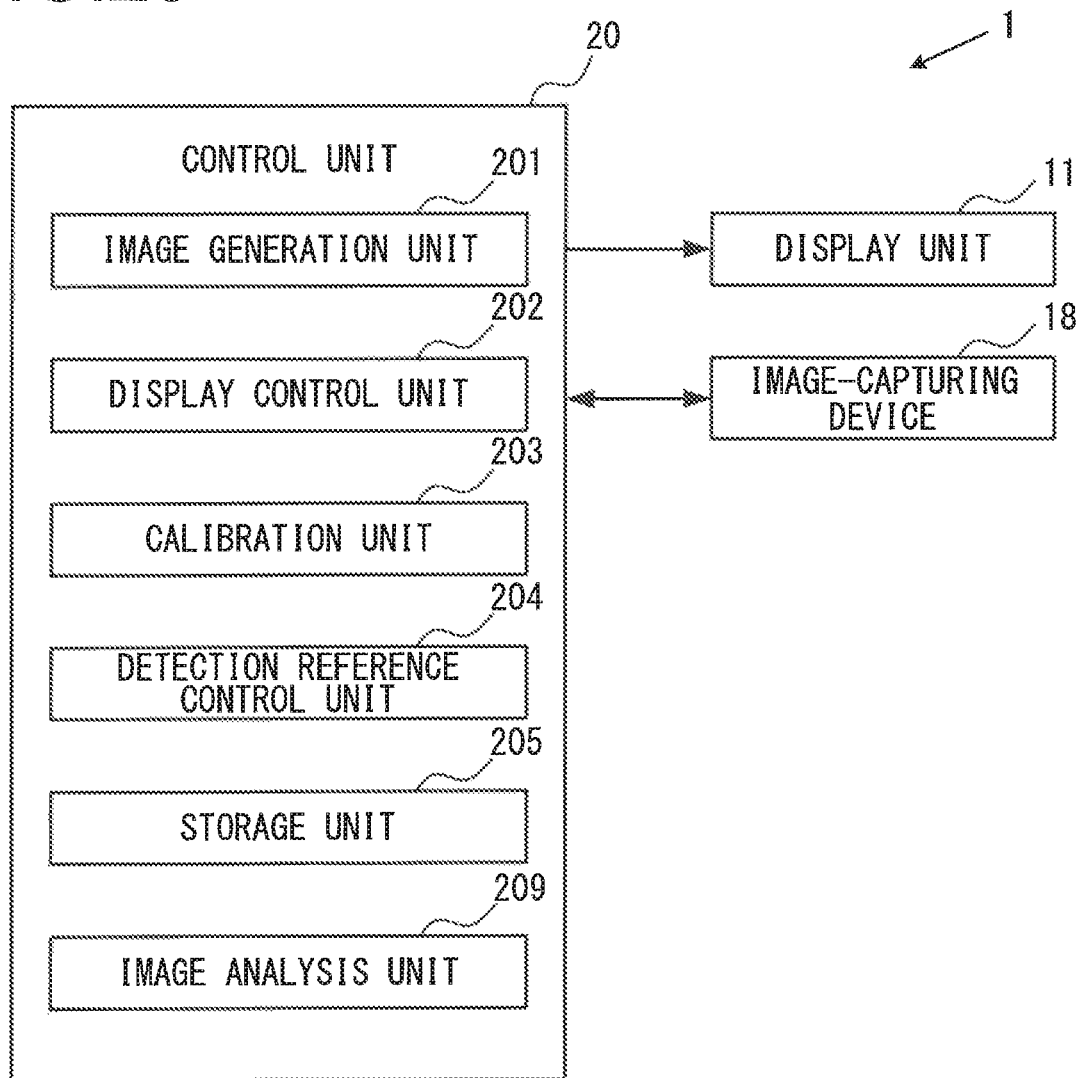 1
20
CONTROL UNIT
201
IMAGE GENERATION UNIT
11
DISPLAY UNIT
202
DISPLAY CONTROL UNIT
18
IMAGE-CAPTURING
DEVICE
203
CALIBRATION UNIT
204
DETECTION REFERENCE
CONTROL UNIT
205
STORAGE UNIT
209
IMAGE ANALYSIS UNIT